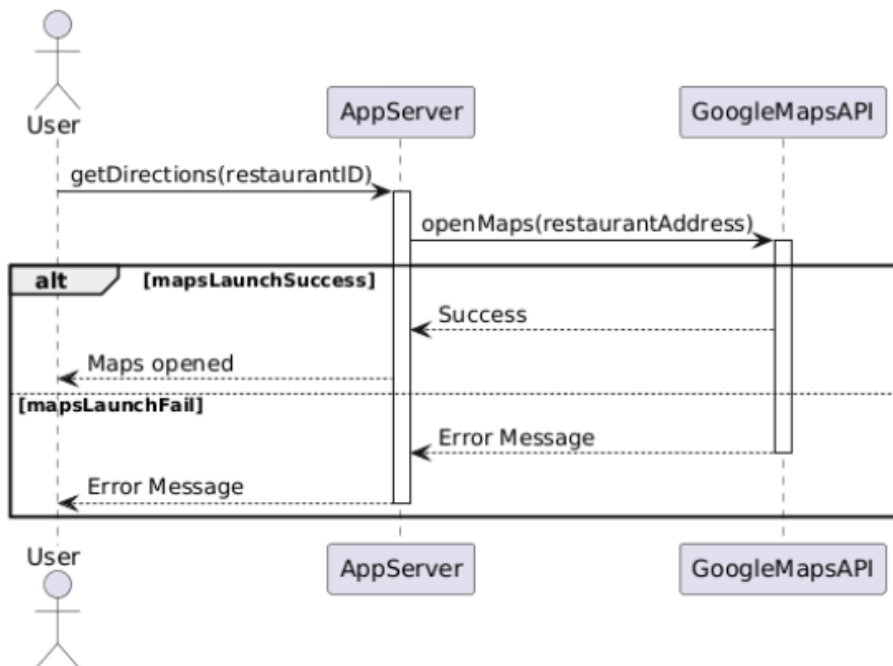 User
AppServer
GoogleMapsAPI
getDirections(restaurantID)
openMaps(restaurantAddress)
alt [mapsLaunchSuccess]
Success
Maps opened
[mapsLaunchFail]
Error Message
Error Message
User
AppServer
GoogleMapsAPI